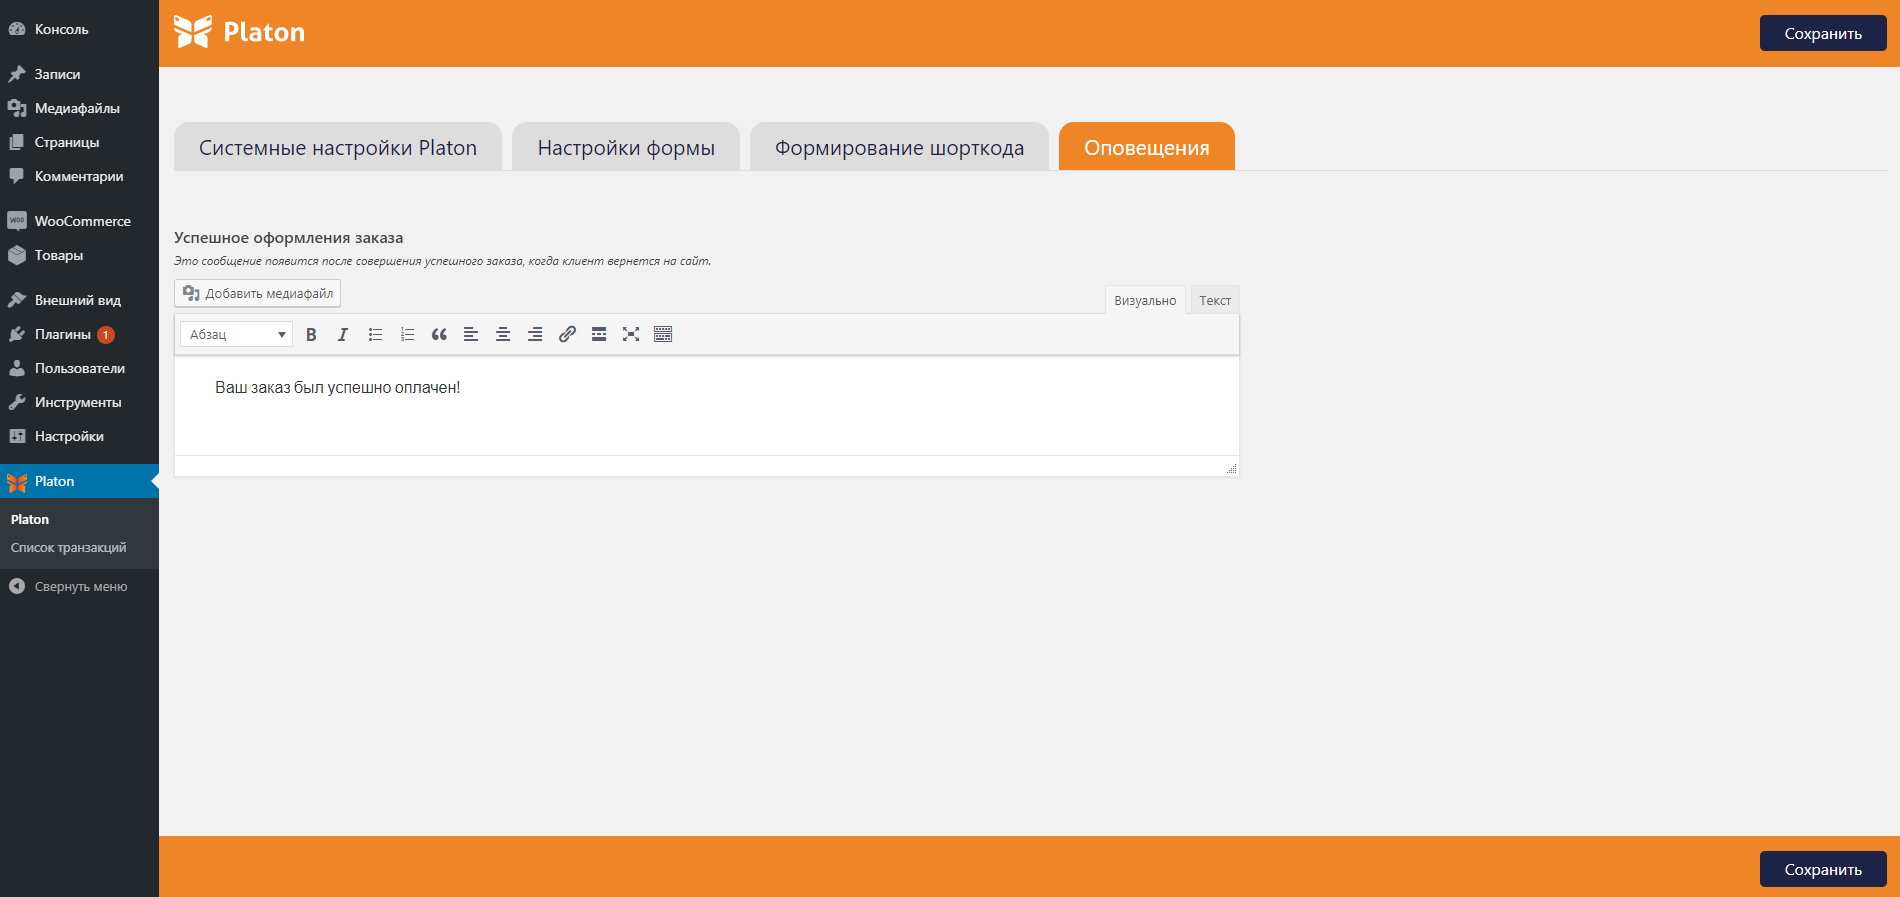 Консоль
Записи
Медиафайлы
Страницы
Комментарии
WooCommerce
Товары
Внешний вид
Плагины 1
Пользователи
Инструменты
Настройки
Platon
Platon
Список транзакций
Свернуть меню
Platon
Сохранить
Системные настройки Platon
Настройки формы
Формирование шорткода
Оповещения
Успешное оформления заказа
Это сообщение появится после совершения успешного заказа, когда клиент вернется на сайт.
Добавить медиафайл
Визуально
Текст
Абзац
Ваш заказ был успешно оплачен!
Сохранить